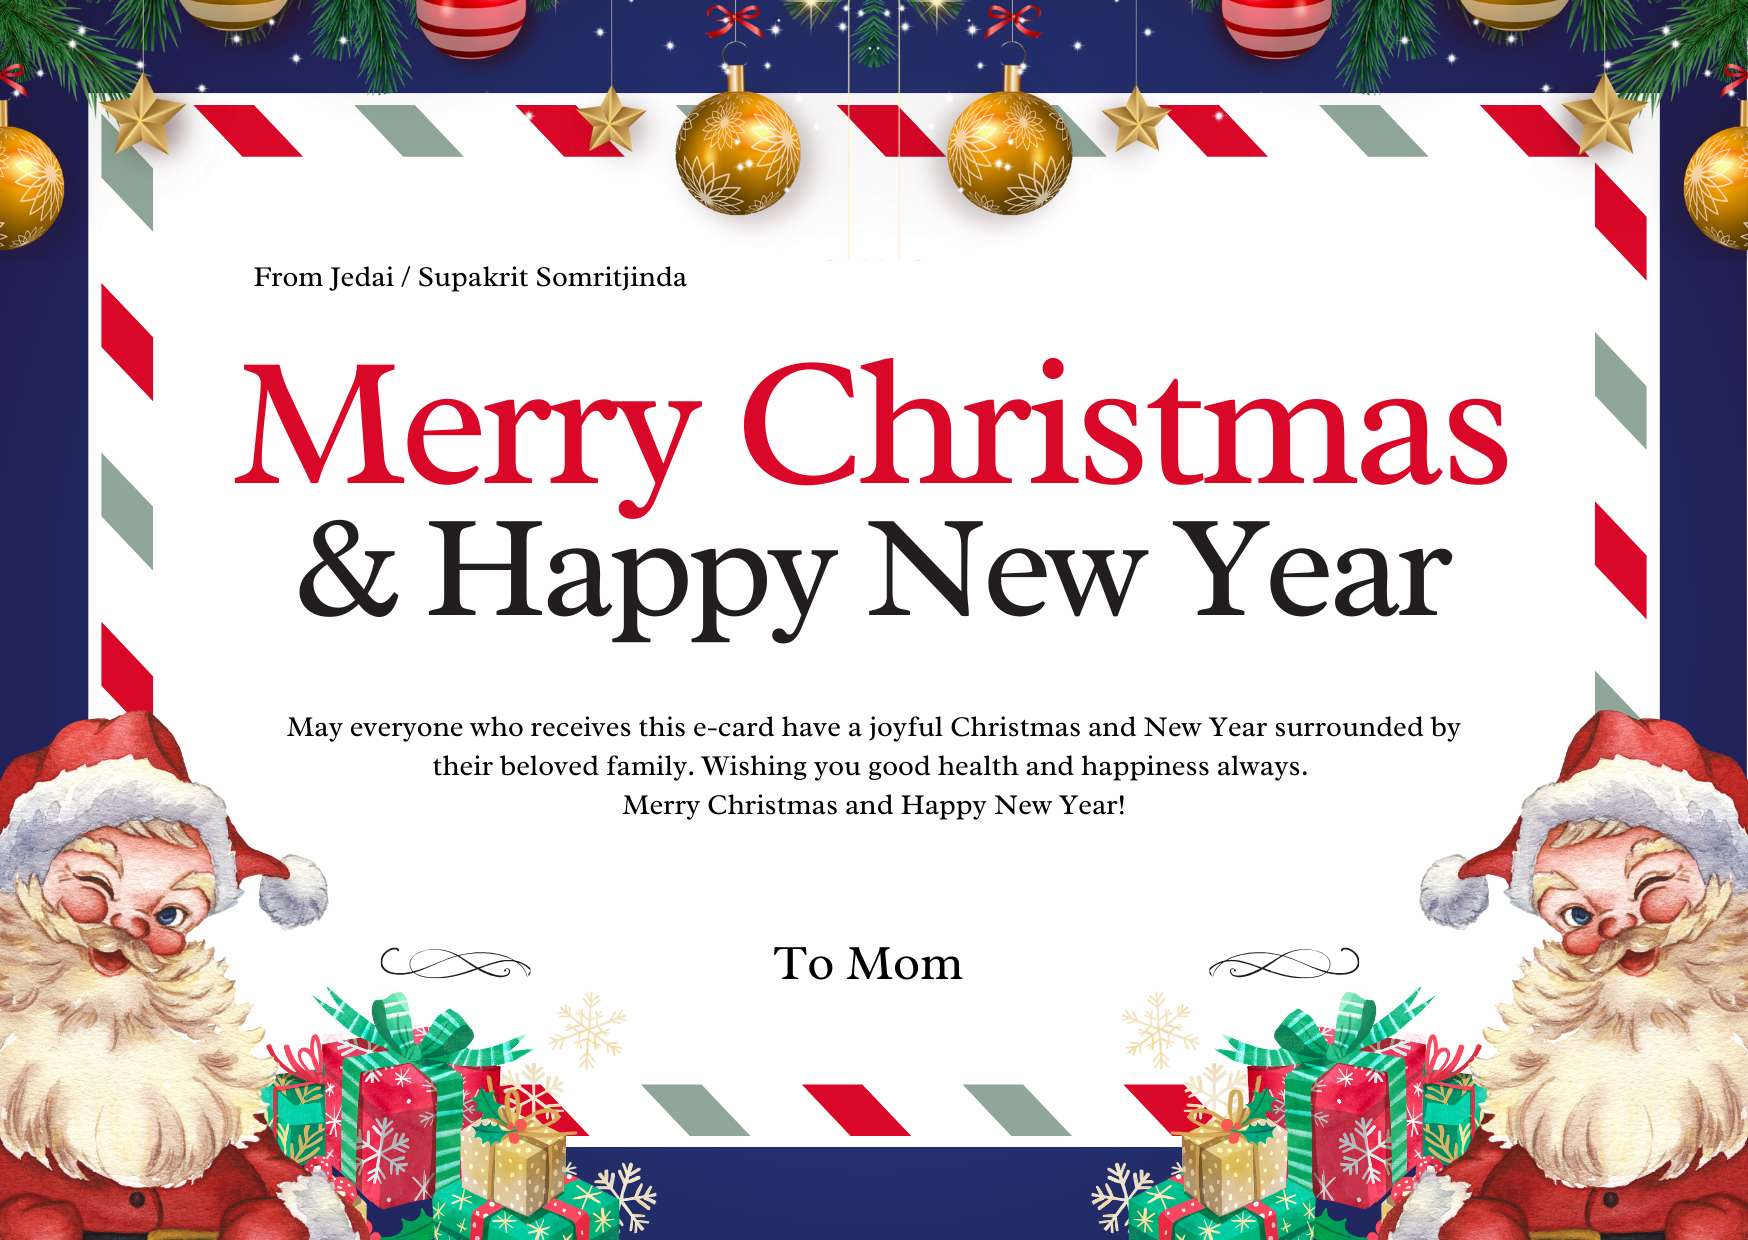 From Jedai / Supakrit Somritjinda
Merry Christmas
& Happy New Year
May everyone who receives this e-card have a joyful Christmas and New Year surrounded by
their beloved family. Wishing you good health and happiness always.
Merry Christmas and Happy New Year!
To Mom